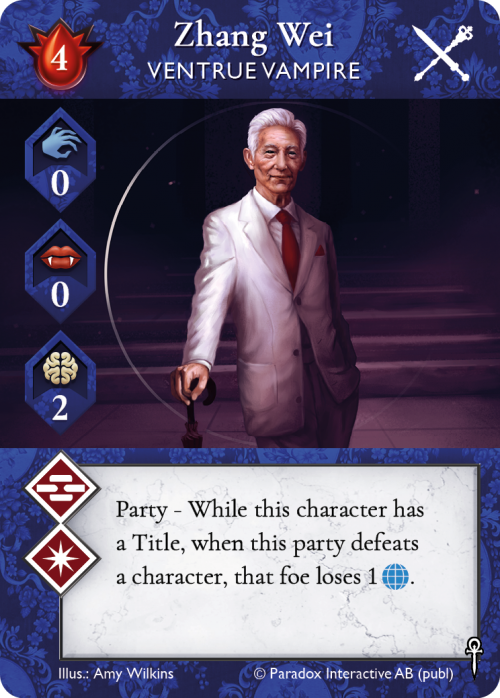 4
Zhang Wei
VENTRUE VAMPIRE
0
0
2
Party - While this character has
a Title, when this party defeats
a character, that foe loses 1 .
Illus.: Amy Wilkins
© Paradox Interactive AB (publ)